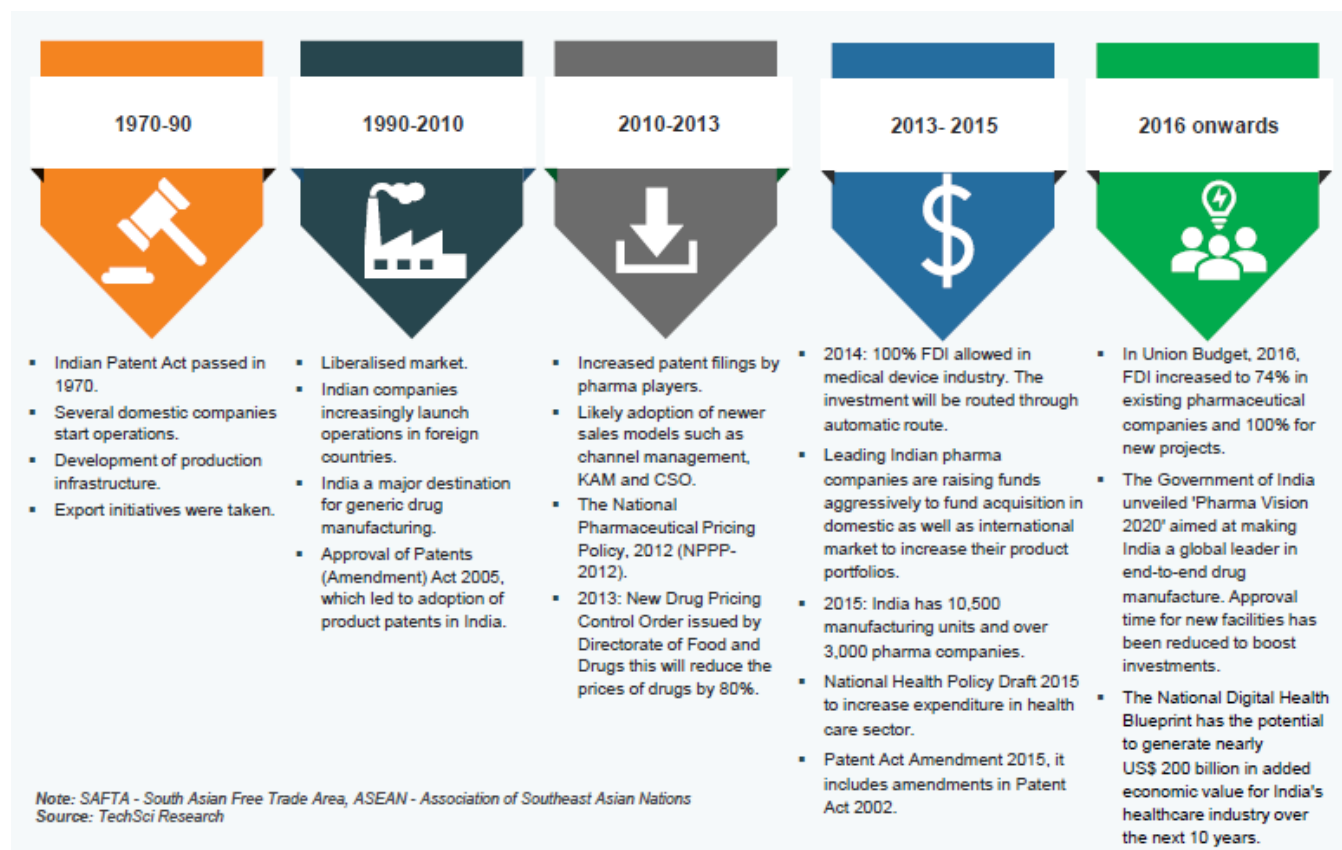 1970-90
▪ Indian Patent Act passed in
1970.
▪ Several domestic companies
start operations.
▪ Development of production
infrastructure.
▪ Export initiatives were taken.
1990-2010
▪ Liberalised market.
▪ Indian companies
increasingly launch
operations in foreign
countries.
▪ India a major destination
for generic drug
manufacturing.
▪ Approval of Patents
(Amendment) Act 2005,
which led to adoption of
product patents in India.
2010-2013
▪ Increased patent filings by
pharma players.
▪ Likely adoption of newer
sales models such as
channel management,
KAM and CSO.
▪ The National
Pharmaceutical Pricing
Policy, 2012 (NPPP-
2012).
▪ 2013: New Drug Pricing
Control Order issued by
Directorate of Food and
Drugs this will reduce the
prices of drugs by 80%.
2013- 2015
$
▪ 2014: 100% FDI allowed in
medical device industry. The
investment will be routed through
automatic route.
▪ Leading Indian pharma
companies are raising funds
aggressively to fund acquisition in
domestic as well as international
market to increase their product
portfolios.
▪ 2015: India has 10,500
manufacturing units and over
3,000 pharma companies.
▪ National Health Policy Draft 2015
to increase expenditure in health
care sector.
▪ Patent Act Amendment 2015, it
includes amendments in Patent
Act 2002.
2016 onwards
▪ In Union Budget, 2016,
FDI increased to 74% in
existing pharmaceutical
companies and 100% for
new projects.
▪ The Government of India
unveiled 'Pharma Vision
2020' aimed at making
India a global leader in
end-to-end drug
manufacture. Approval
time for new facilities has
been reduced to boost
investments.
▪ The National Digital Health
Blueprint has the potential
to generate nearly
US$ 200 billion in added
economic value for India's
healthcare industry over
the next 10 years.
Note: SAFTA - South Asian Free Trade Area, ASEAN - Association of Southeast Asian Nations
Source: TechSci Research